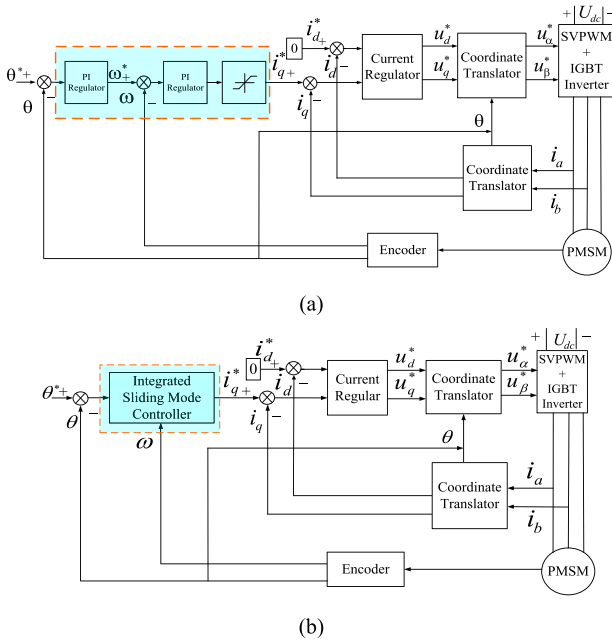 i*d+
0
i*q+
id −
iq −
θ*+
θ −
PI
Regulator
ω*+
ω −
PI
Regulator
Current
Regulator
u*d
u*q
Coordinate
Translator
u*α
u*β
+ |Udc| −
SVPWM
+
IGBT
Inverter
θ
Coordinate
Translator
ia
ib
Encoder
PMSM
(a)
i*d+
0
i*q+
id −
iq −
θ*+
θ −
Integrated
Sliding Mode
Controller
ω
Current
Regular
u*d
u*q
Coordinate
Translator
u*α
u*β
+ |Udc| −
SVPWM
+
IGBT
Inverter
θ
Coordinate
Translator
ia
ib
Encoder
PMSM
(b)